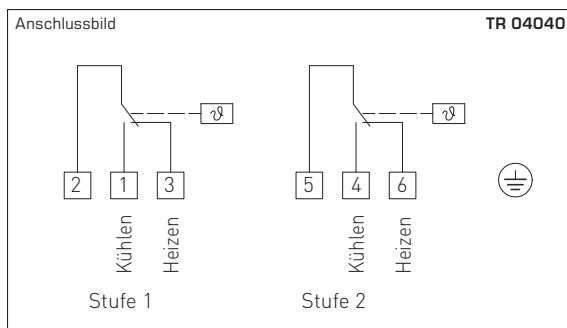 Anschlussbild TR 04040
ϑ ϑ
2 1 3 5 4 6
Kühlen Heizen Kühlen Heizen
Stufe 1 Stufe 2